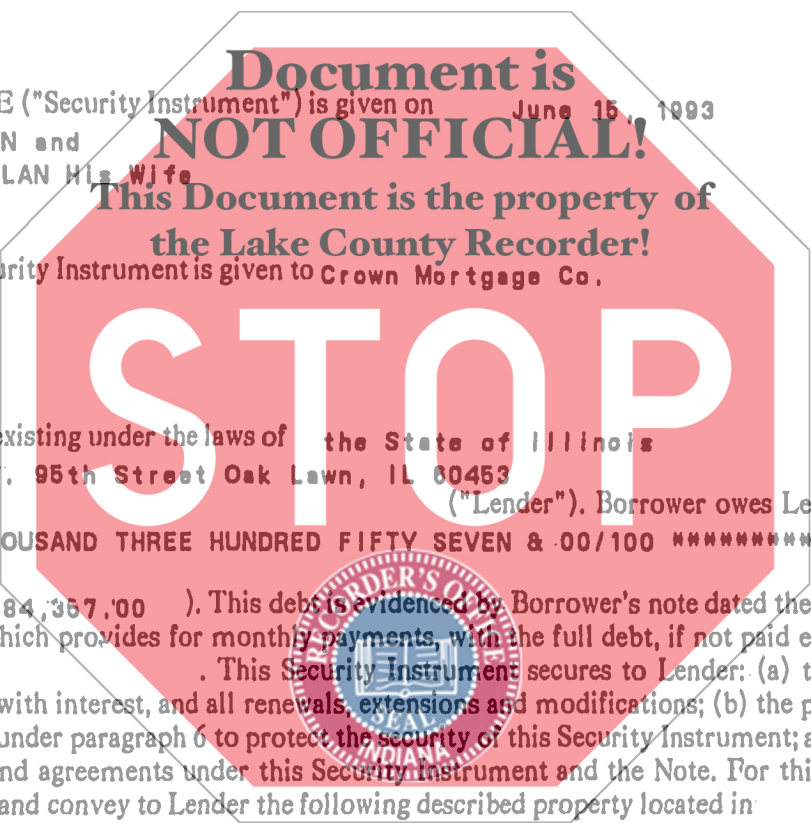 Document is
E ("Security Instrument") is given on June 15, 1993
N and
NOT OFFICIAL!
LAN His Wife
This Document is the property of
the Lake County Recorder!
urity Instrument is given to Crown Mortgage Co.
STOP
existing under the laws of the State of Illinois
. 95th Street Oak Lawn, IL 60453
("Lender"). Borrower owes Le
OUSAND THREE HUNDRED FIFTY SEVEN & 00/100 **********
84,357.00 ). This debt is evidenced by Borrower's note dated the
hich provides for monthly payments, with the full debt, if not paid e
. This Security Instrument secures to Lender: (a) t
with interest, and all renewals, extensions and modifications; (b) the p
under paragraph 6 to protect the security of this Security Instrument; a
nd agreements under this Security Instrument and the Note. For thi
and convey to Lender the following described property located in
RECORDER'S OFFICE
SEAL
INDIANA